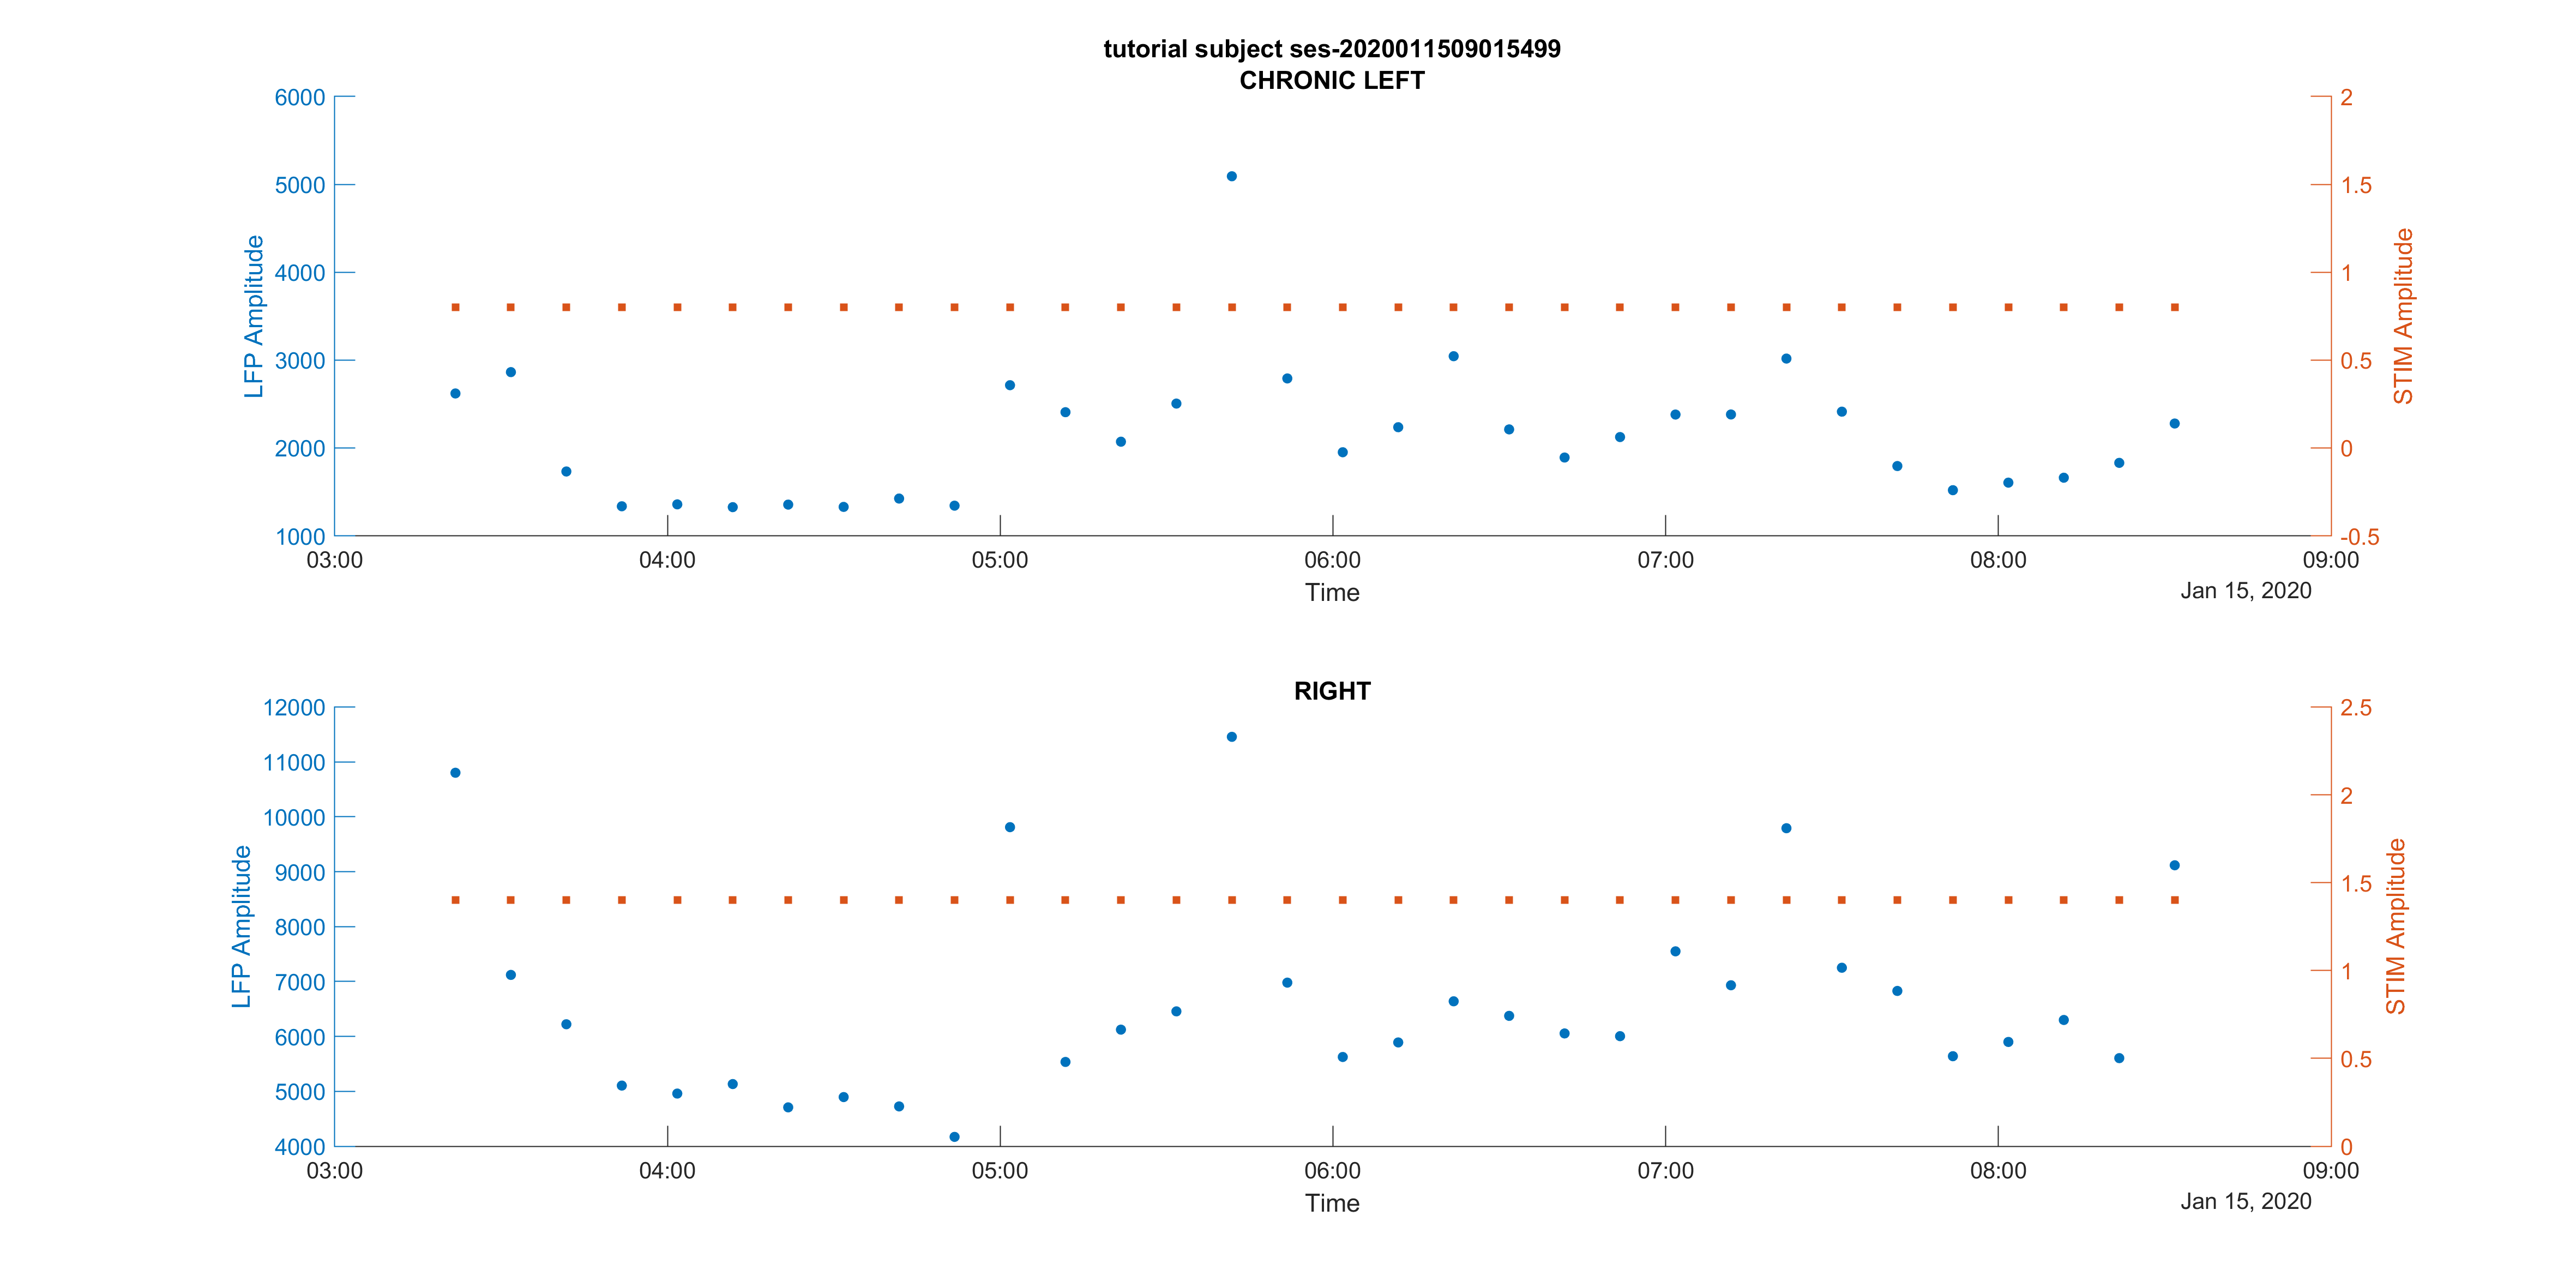 tutorial subject ses-2020011509015499
CHRONIC LEFT
6000
5000
4000
3000
2000
1000
LFP Amplitude
2
1.5
1
0.5
0
-0.5
STIM Amplitude
03:00 04:00 05:00 06:00 07:00 08:00 09:00
Time
Jan 15, 2020
RIGHT
12000
11000
10000
9000
8000
7000
6000
5000
4000
LFP Amplitude
2.5
2
1.5
1
0.5
0
STIM Amplitude
03:00 04:00 05:00 06:00 07:00 08:00 09:00
Time
Jan 15, 2020